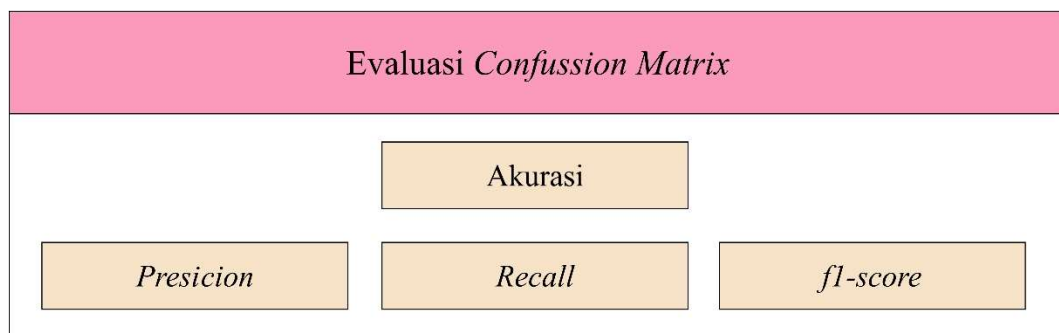 Evaluasi Confussion Matrix
Akurasi
Presicion
Recall
f1-score